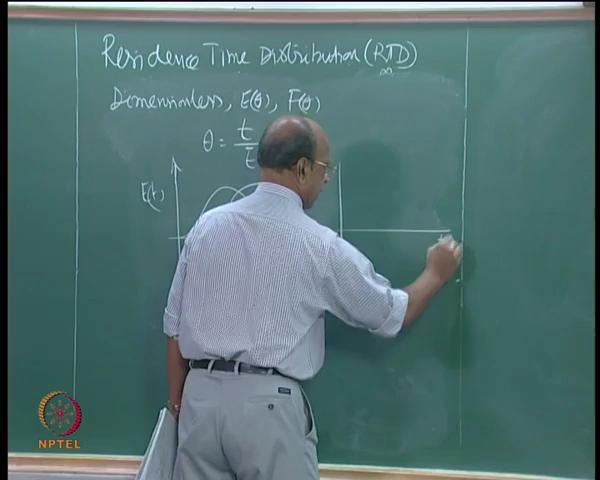 Residence Time Distribution (RTD)
Dimensionless, E(θ), F(θ)
θ = t / t̄
E(t)
NPTEL